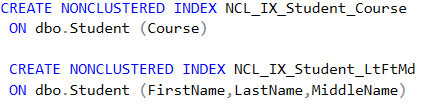 CREATE NONCLUSTERED INDEX NCL_IX_Student_Course
ON dbo.Student (Course)
CREATE NONCLUSTERED INDEX NCL_IX_Student_LtFtMd
ON dbo.Student (FirstName,LastName,MiddleName)